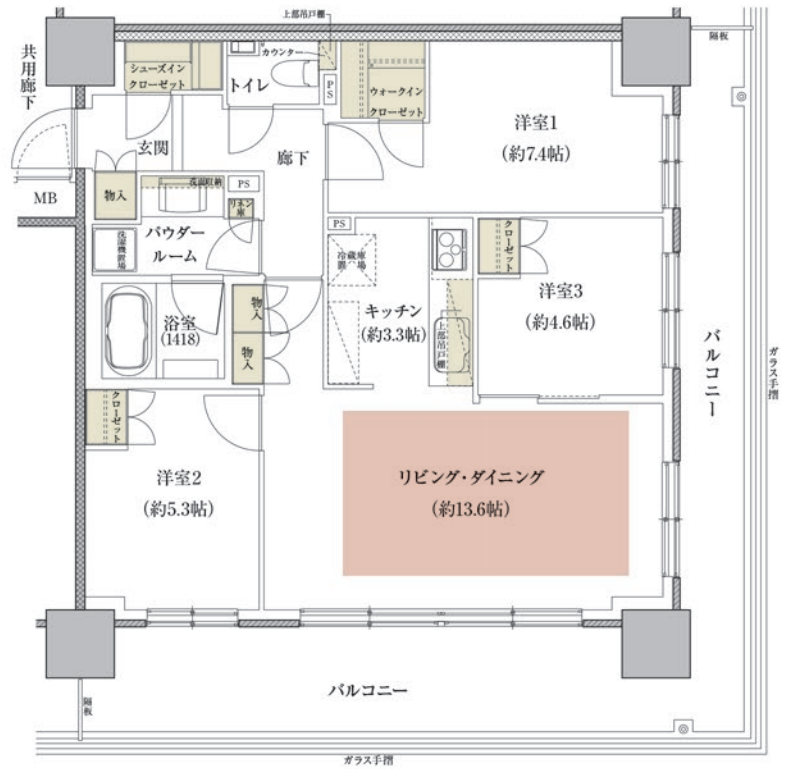 上部吊戸棚
カウンター
隔板
共用廊下
シューズイン
クローゼット
トイレ
PS
ウォークイン
クローゼット
洋室1
(約7.4帖)
玄関
廊下
MB
物入
洗面収納
PS
リネン庫
パウダー
ルーム
洗濯機置場
PS
冷蔵庫置場
クローゼット
洋室3
(約4.6帖)
キッチン
(約3.3帖)
上部吊戸棚
浴室
(1418)
物入
物入
バルコニー
ガラス手摺
クローゼット
洋室2
(約5.3帖)
リビング・ダイニング
(約13.6帖)
バルコニー
隔板
ガラス手摺